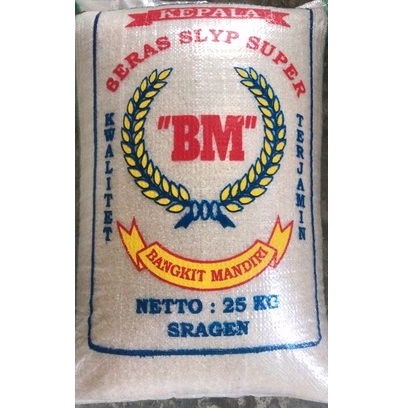 KEPALA
BERAS SLYP SUPER
KWALITET
"BM"
TERJAMIN
BANGKIT MANDIRI
NETTO : 25 KG
SRAGEN